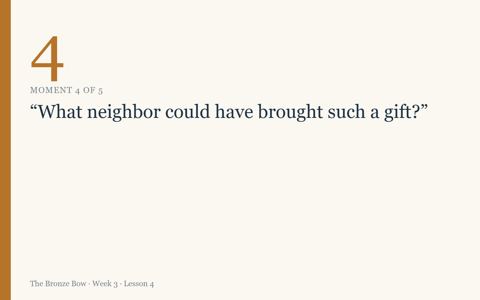 4
MOMENT 4 OF 5
“What neighbor could have brought such a gift?”
The Bronze Bow · Week 3 · Lesson 4